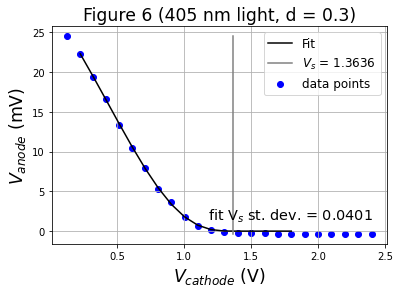 Figure 6 (405 nm light, d = 0.3)
Fit
V_s = 1.3636
data points
fit V_s st. dev. = 0.0401
V_anode (mV)
25
20
15
10
5
0
0.5 1.0 1.5 2.0 2.5
V_cathode (V)